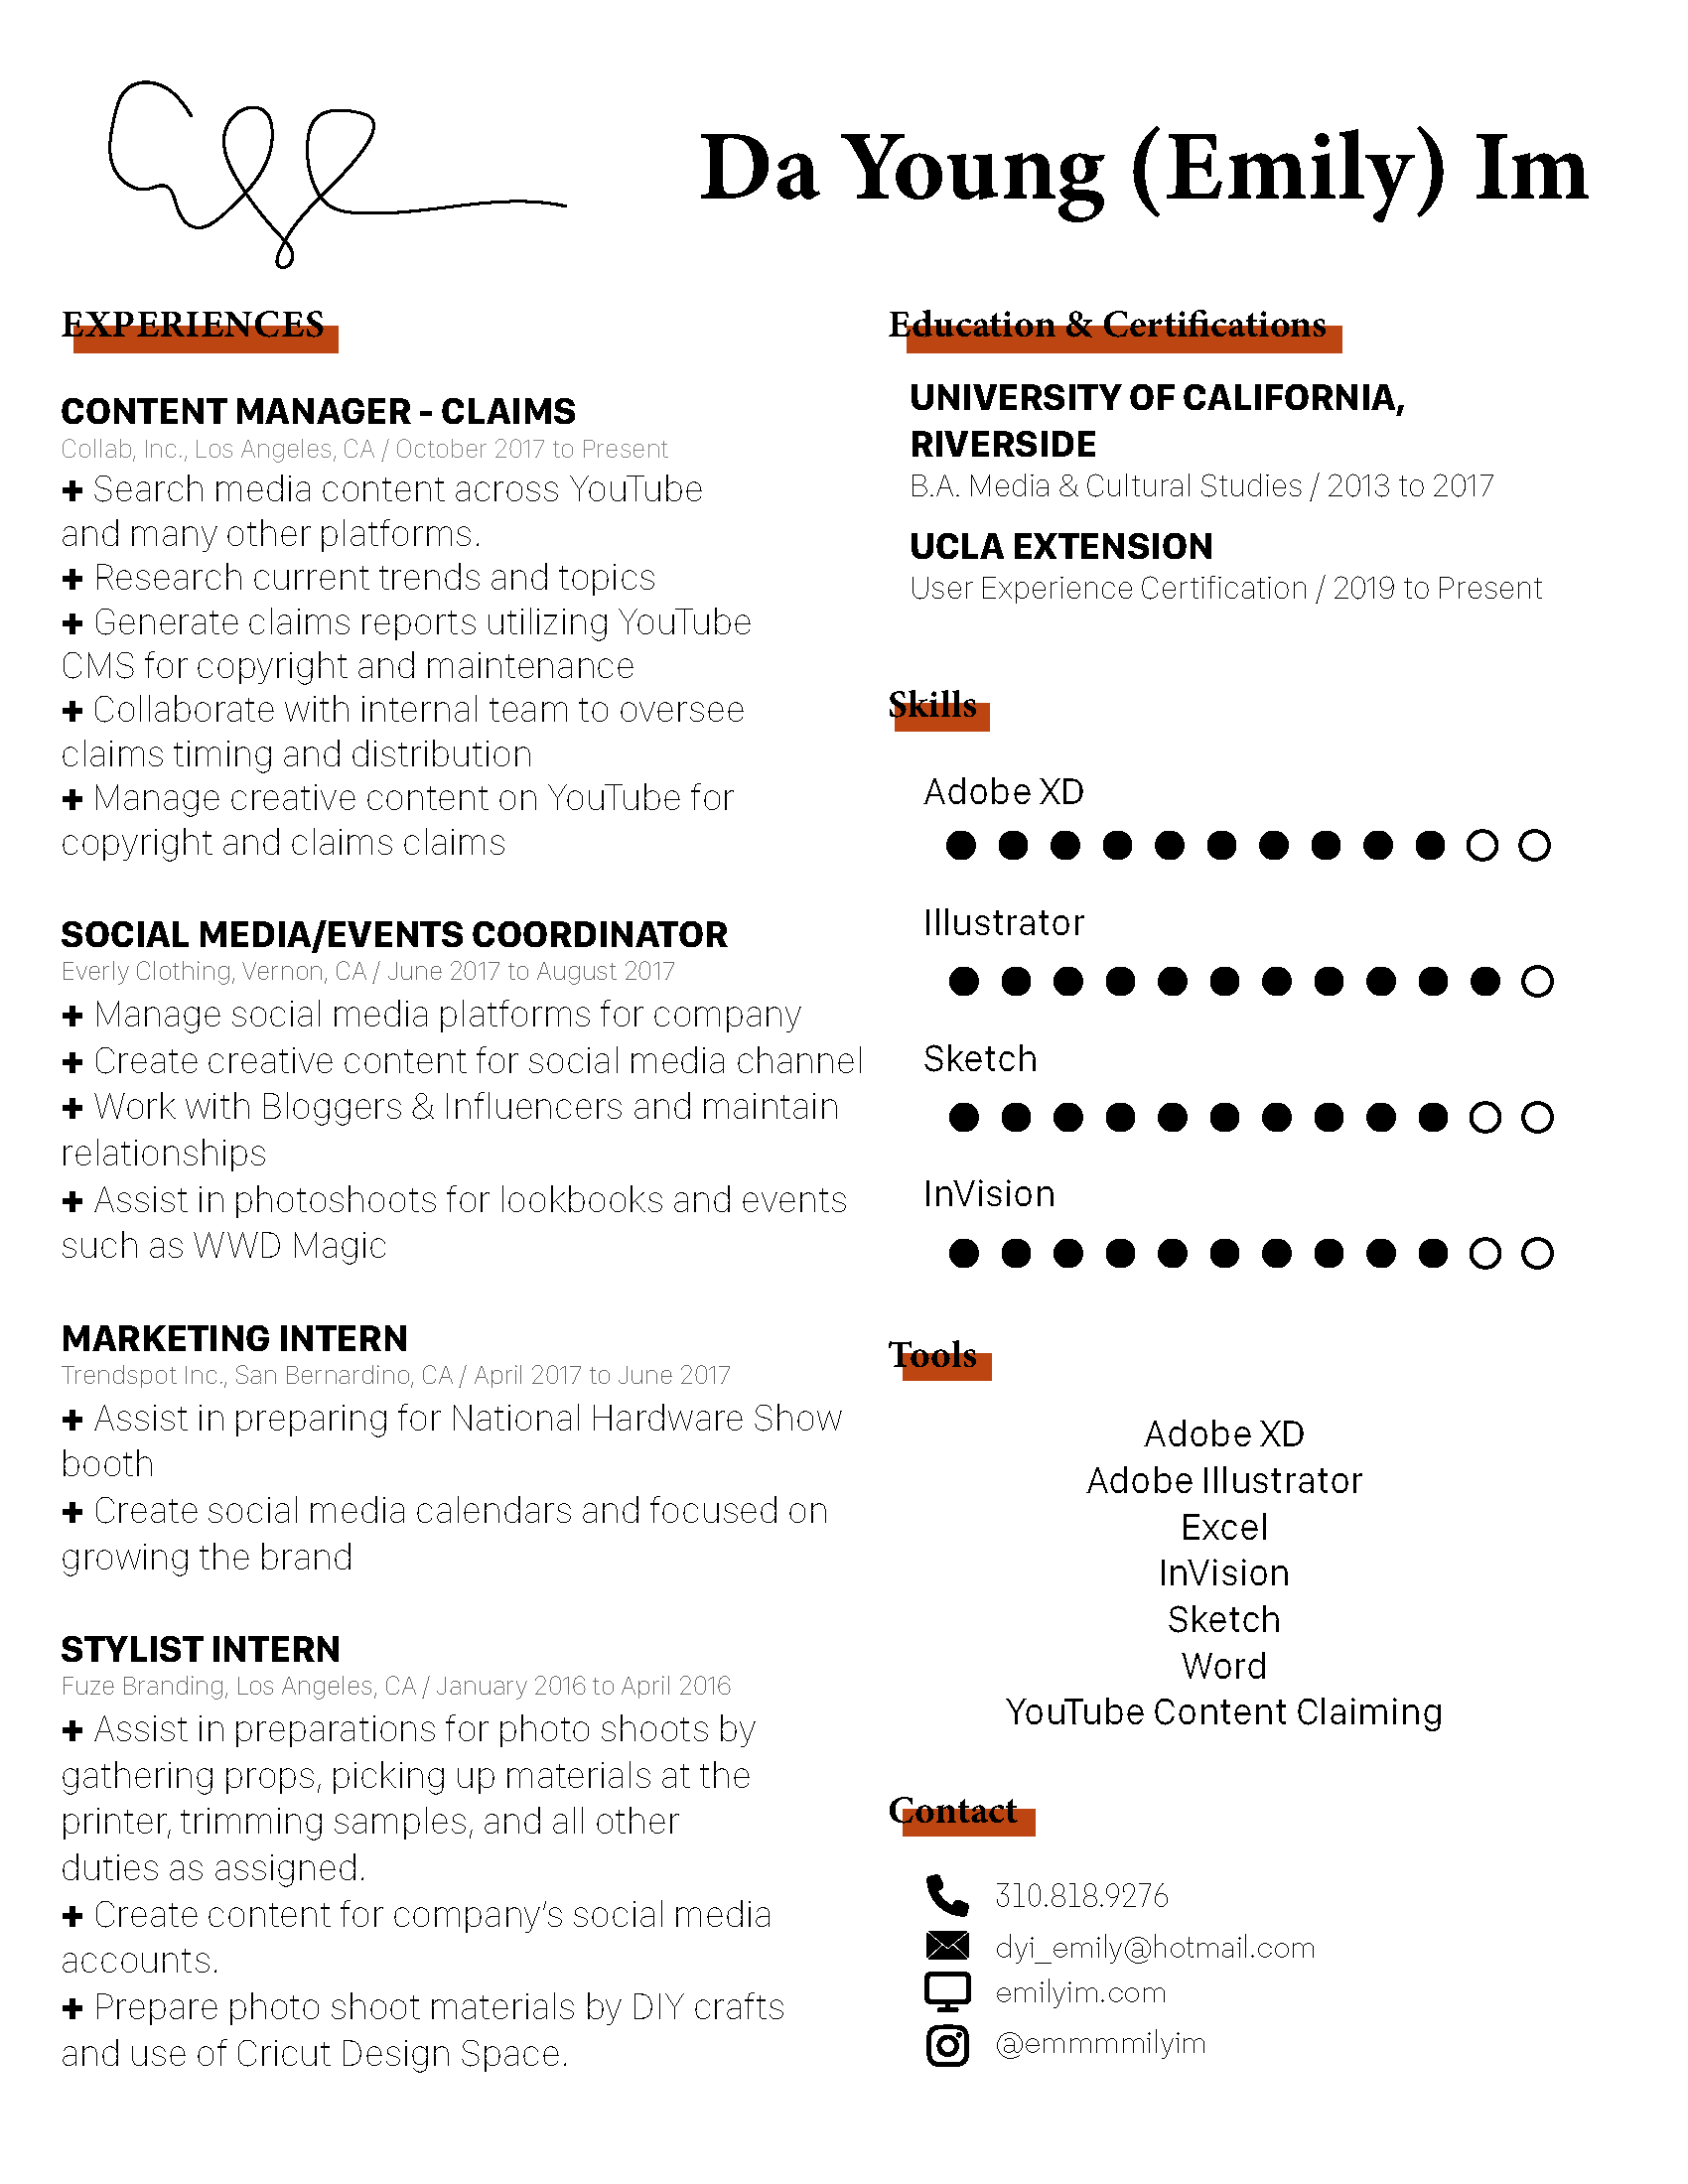 Da Young (Emily) Im
EXPERIENCES
CONTENT MANAGER - CLAIMS
Collab, Inc., Los Angeles, CA / October 2017 to Present
+ Search media content across YouTube
and many other platforms.
+ Research current trends and topics
+ Generate claims reports utilizing YouTube
CMS for copyright and maintenance
+ Collaborate with internal team to oversee
claims timing and distribution
+ Manage creative content on YouTube for
copyright and claims claims
SOCIAL MEDIA/EVENTS COORDINATOR
Everly Clothing, Vernon, CA / June 2017 to August 2017
+ Manage social media platforms for company
+ Create creative content for social media channel
+ Work with Bloggers & Influencers and maintain
relationships
+ Assist in photoshoots for lookbooks and events
such as WWD Magic
MARKETING INTERN
Trendspot Inc., San Bernardino, CA / April 2017 to June 2017
+ Assist in preparing for National Hardware Show
booth
+ Create social media calendars and focused on
growing the brand
STYLIST INTERN
Fuze Branding, Los Angeles, CA / January 2016 to April 2016
+ Assist in preparations for photo shoots by
gathering props, picking up materials at the
printer, trimming samples, and all other
duties as assigned.
+ Create content for company's social media
accounts.
+ Prepare photo shoot materials by DIY crafts
and use of Cricut Design Space.
Education & Certifications
UNIVERSITY OF CALIFORNIA,
RIVERSIDE
B.A. Media & Cultural Studies / 2013 to 2017
UCLA EXTENSION
User Experience Certification / 2019 to Present
Skills
Adobe XD
Illustrator
Sketch
InVision
Tools
Adobe XD
Adobe Illustrator
Excel
InVision
Sketch
Word
YouTube Content Claiming
Contact
310.818.9276
dyi_emily@hotmail.com
emilyim.com
@emmmmilyim